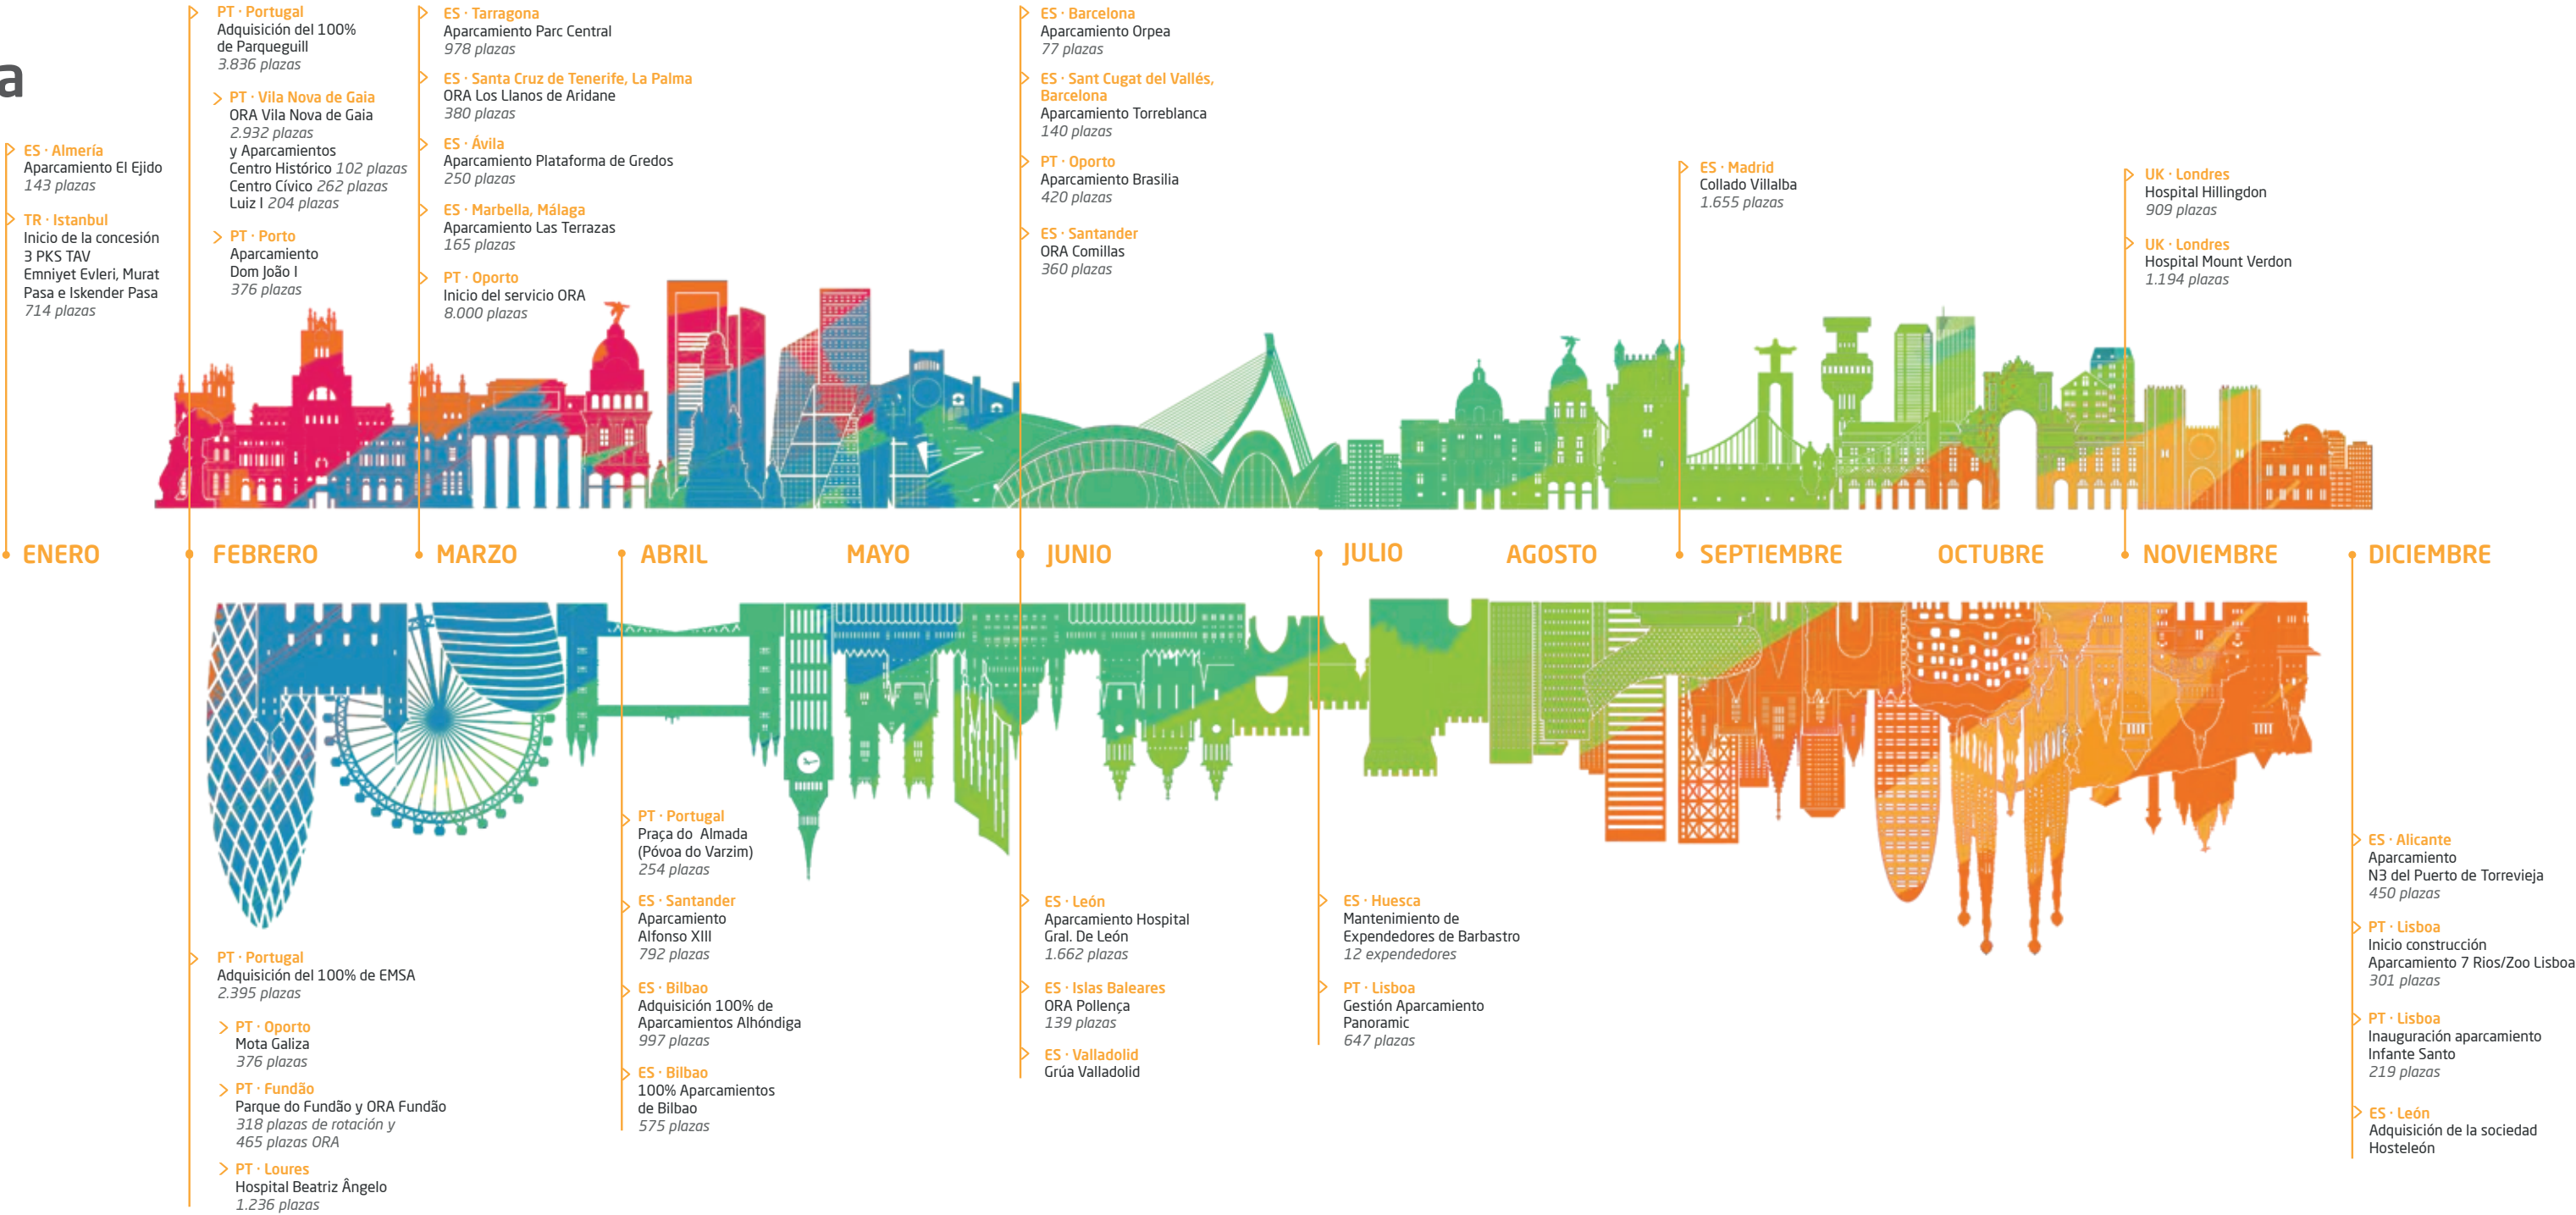 a
ES · Almería
Aparcamiento El Ejido
143 plazas
TR · Istanbul
Inicio de la concesión
3 PKS TAV
Emniyet Evleri, Murat
Pasa e Iskender Pasa
714 plazas
PT · Portugal
Adquisición del 100%
de Parqueguill
3.836 plazas
PT · Vila Nova de Gaia
ORA Vila Nova de Gaia
2.932 plazas
y Aparcamientos
Centro Histórico 102 plazas
Centro Cívico 262 plazas
Luiz I 204 plazas
PT · Porto
Aparcamiento
Dom João I
376 plazas
ES · Tarragona
Aparcamiento Parc Central
978 plazas
ES · Santa Cruz de Tenerife, La Palma
ORA Los Llanos de Aridane
380 plazas
ES · Ávila
Aparcamiento Plataforma de Gredos
250 plazas
ES · Marbella, Málaga
Aparcamiento Las Terrazas
165 plazas
PT · Oporto
Inicio del servicio ORA
8.000 plazas
ES · Barcelona
Aparcamiento Orpea
77 plazas
ES · Sant Cugat del Vallés,
Barcelona
Aparcamiento Torreblanca
140 plazas
PT · Oporto
Aparcamiento Brasilia
420 plazas
ES · Santander
ORA Comillas
360 plazas
ES · Madrid
Collado Villalba
1.655 plazas
UK · Londres
Hospital Hillingdon
909 plazas
UK · Londres
Hospital Mount Verdon
1.194 plazas
ENERO
FEBRERO
MARZO
ABRIL
MAYO
JUNIO
JULIO
AGOSTO
SEPTIEMBRE
OCTUBRE
NOVIEMBRE
DICIEMBRE
PT · Portugal
Adquisición del 100% de EMSA
2.395 plazas
PT · Oporto
Mota Galiza
376 plazas
PT · Fundão
Parque do Fundão y ORA Fundão
318 plazas de rotación y
465 plazas ORA
PT · Loures
Hospital Beatriz Ângelo
1.236 plazas
PT · Portugal
Praça do Almada
(Póvoa do Varzim)
254 plazas
ES · Santander
Aparcamiento
Alfonso XIII
792 plazas
ES · Bilbao
Adquisición 100% de
Aparcamientos Alhóndiga
997 plazas
ES · Bilbao
100% Aparcamientos
de Bilbao
575 plazas
ES · León
Aparcamiento Hospital
Gral. De León
1.662 plazas
ES · Islas Baleares
ORA Pollença
139 plazas
ES · Valladolid
Grúa Valladolid
ES · Huesca
Mantenimiento de
Expendedores de Barbastro
12 expendedores
PT · Lisboa
Gestión Aparcamiento
Panoramic
647 plazas
ES · Alicante
Aparcamiento
N3 del Puerto de Torrevieja
450 plazas
PT · Lisboa
Inicio construcción
Aparcamiento 7 Rios/Zoo Lisboa
301 plazas
PT · Lisboa
Inauguración aparcamiento
Infante Santo
219 plazas
ES · León
Adquisición de la sociedad
Hosteleón